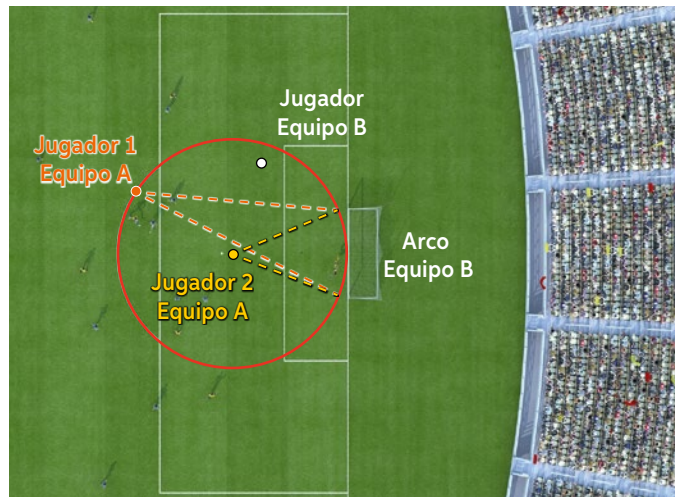 Jugador
Equipo B
Jugador 1
Equipo A
Arco
Equipo B
Jugador 2
Equipo A